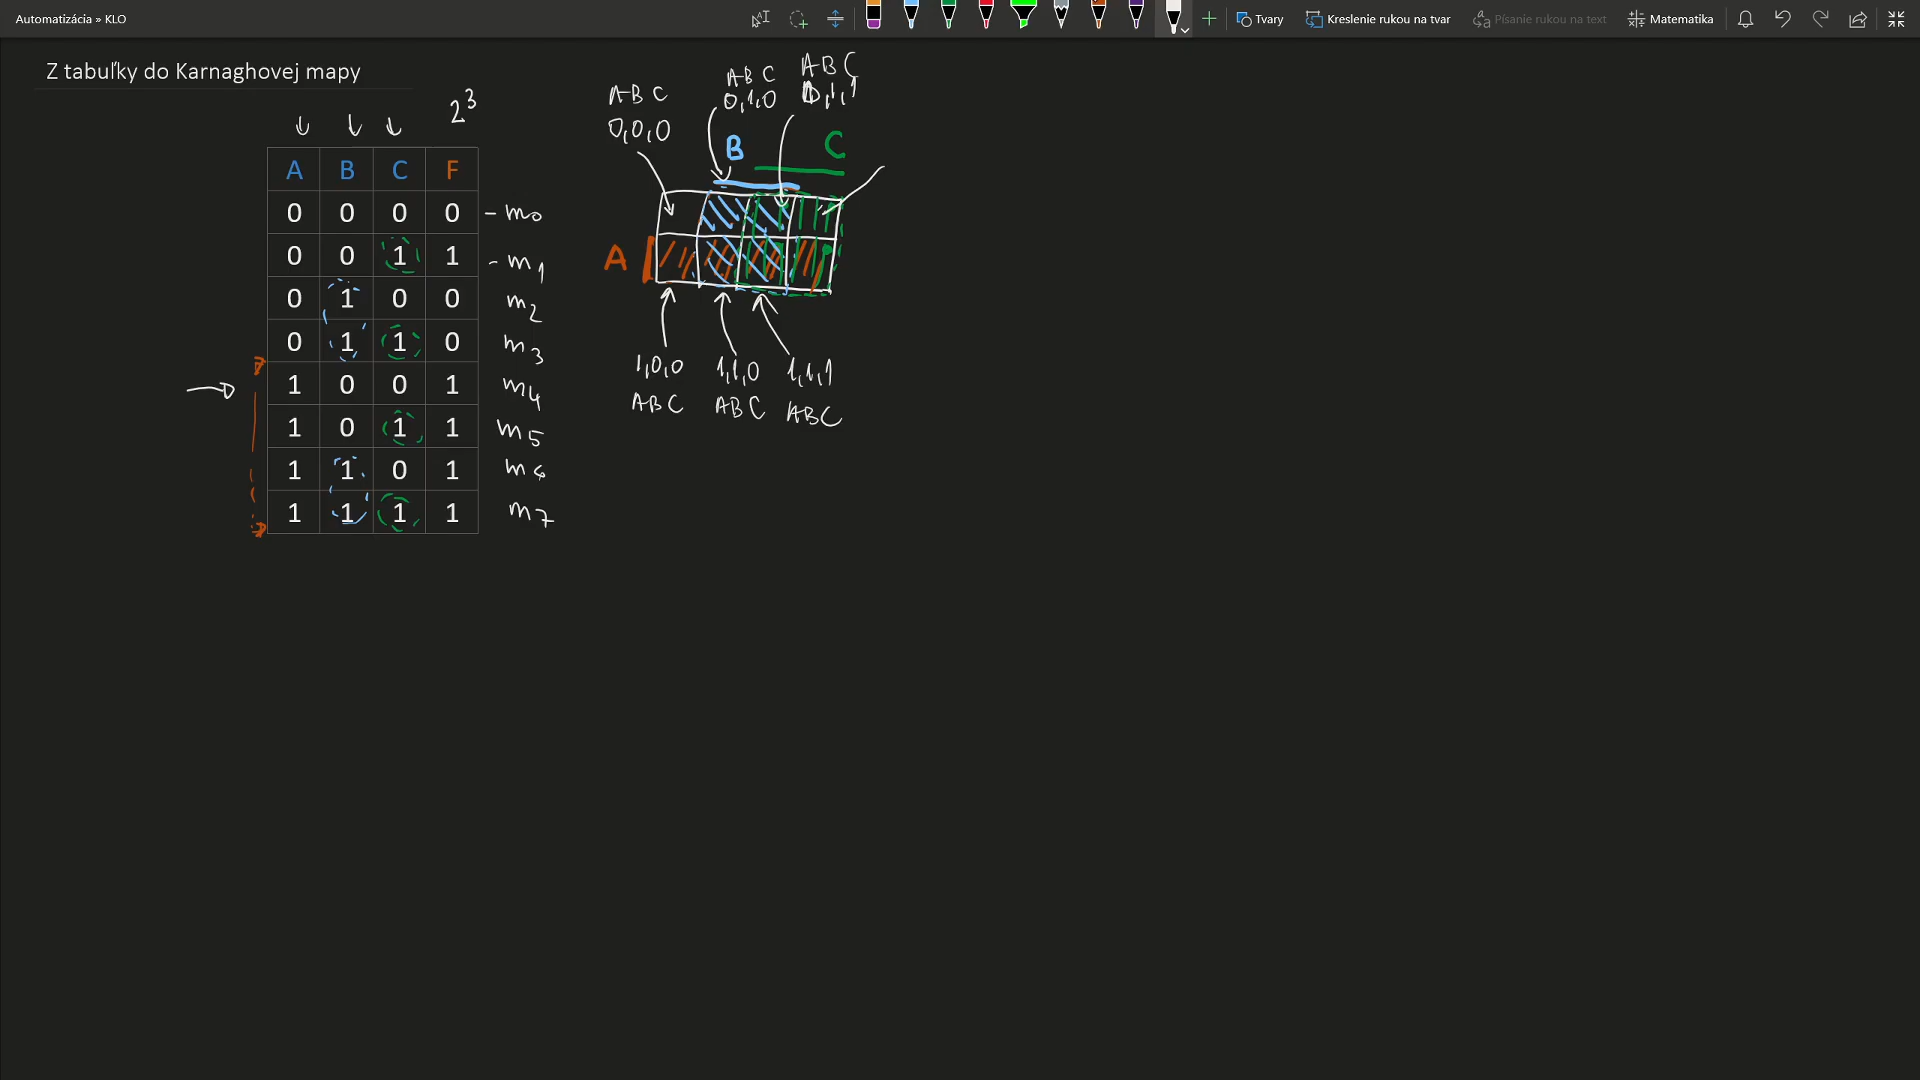 Automatizácia » KLO
Tvary
Kreslenie rukou na tvar
Písanie rukou na text
Matematika
Z tabuľky do Karnaghovej mapy
2³
A B C F
0 0 0 0 - m0
0 0 1 1 - m1
0 1 0 0 m2
0 1 1 0 m3
1 0 0 1 m4
1 0 1 1 m5
1 1 0 1 m6
1 1 1 1 m7
A B C
0,0,0
A B C
0,1,0
A B C
0,1,1
B
C
A
1,0,0
A B C
1,1,0
A B C
1,1,1
A B C